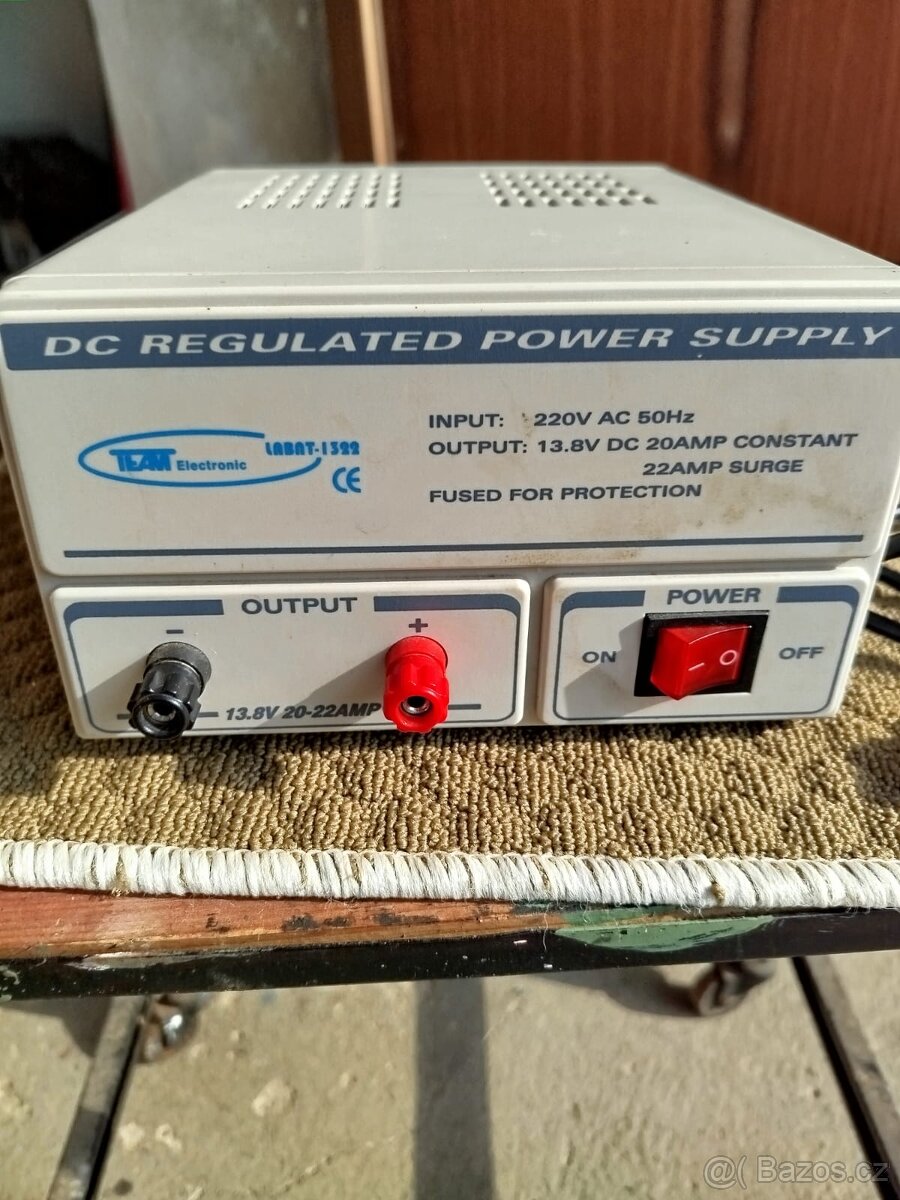 DC REGULATED POWER SUPPLY
TEAM Electronic
LABAT-1322
CE
INPUT: 220V AC 50Hz
OUTPUT: 13.8V DC 20AMP CONSTANT
22AMP SURGE
FUSED FOR PROTECTION
OUTPUT
- +
13.8V 20-22AMP
POWER
ON – O OFF
@( Bazos.cz